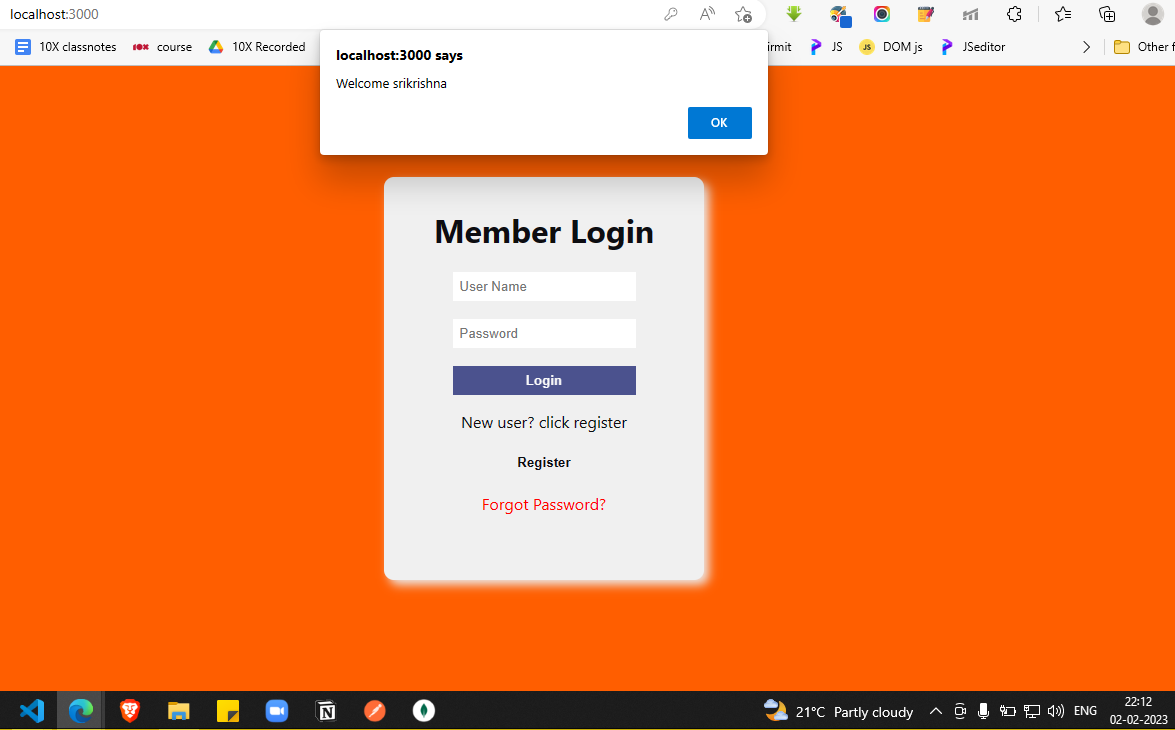 localhost:3000
10X classnotes
course
10X Recorded
irmit
JS
JS
DOM js
JSeditor
Other f
localhost:3000 says
Welcome srikrishna
OK
Member Login
User Name
Password
Login
New user? click register
Register
Forgot Password?
21°C Partly cloudy
ENG
22:12
02-02-2023